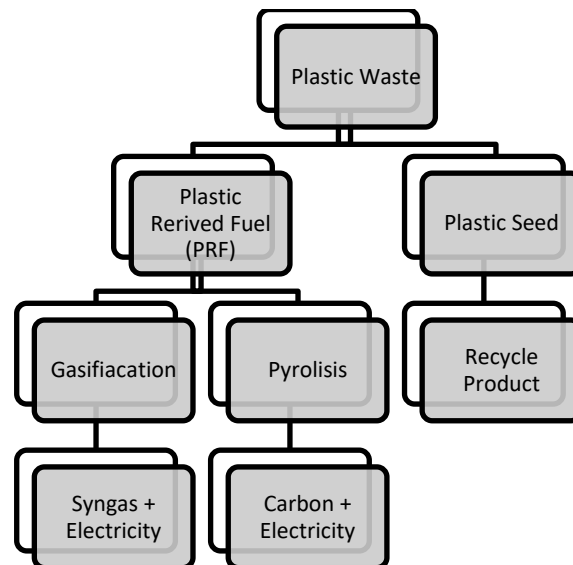 Plastic Waste
Plastic
Rerived Fuel
(PRF)
Plastic Seed
Gasifiacation
Pyrolisis
Recycle
Product
Syngas +
Electricity
Carbon +
Electricity